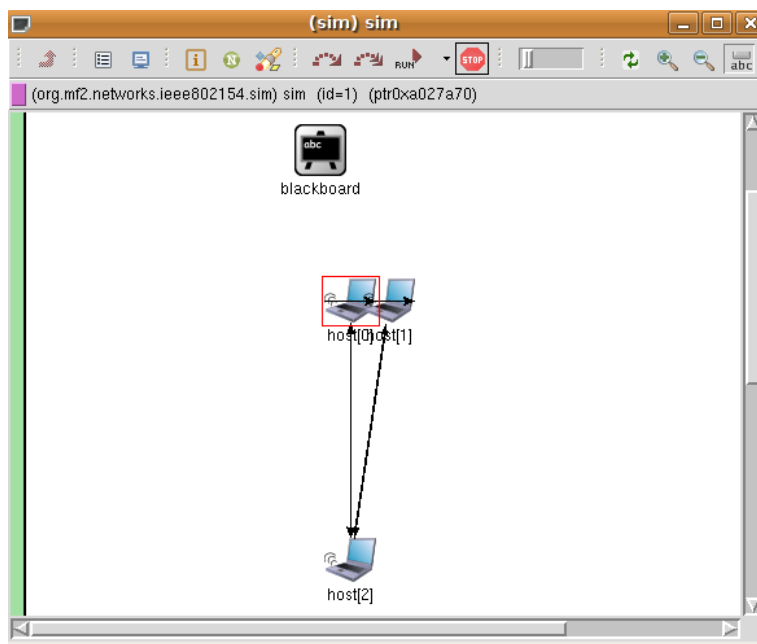 (sim) sim
RUN
STOP
abc
(org.mf2.networks.ieee802154.sim) sim (id=1) (ptr0xa027a70)
abc
blackboard
host[0]
host[1]
host[2]